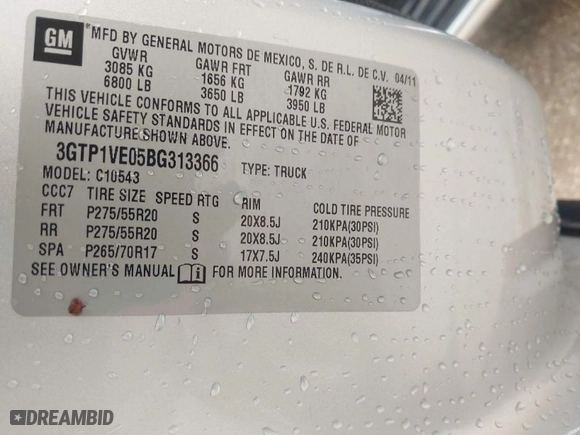 GM
*MFD BY GENERAL MOTORS DE MEXICO, S. DE R.L. DE C.V. 04/11
GVWR GAWR FRT GAWR RR
3085 KG 1656 KG 1792 KG
6800 LB 3650 LB 3950 LB
THIS VEHICLE CONFORMS TO ALL APPLICABLE U.S. FEDERAL MOTOR
VEHICLE SAFETY STANDARDS IN EFFECT ON THE DATE OF
MANUFACTURE SHOWN ABOVE.
3GTP1VE05BG313366 TYPE: TRUCK
MODEL: C10543
CCC7 TIRE SIZE SPEED RTG RIM COLD TIRE PRESSURE
FRT P275/55R20 S 20X8.5J 210KPA(30PSI)
RR P275/55R20 S 20X8.5J 210KPA(30PSI)
SPA P265/70R17 S 17X7.5J 240KPA(35PSI)
SEE OWNER'S MANUAL FOR MORE INFORMATION.
DREAMBID